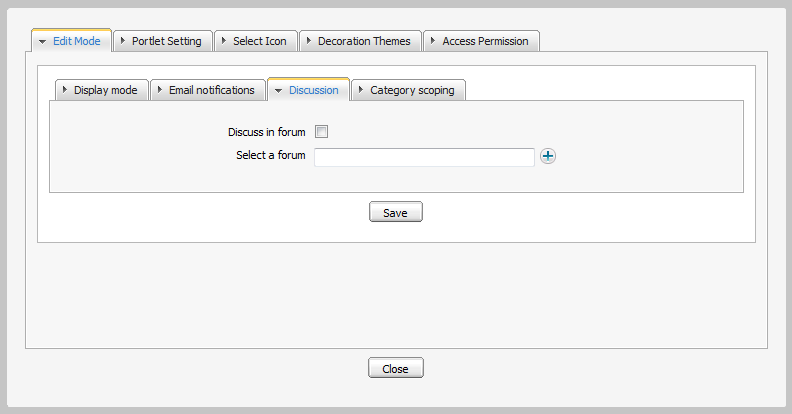 Edit Mode Portlet Setting Select Icon Decoration Themes Access Permission
Display mode Email notifications Discussion Category scoping
Discuss in forum
Select a forum
Save
Close